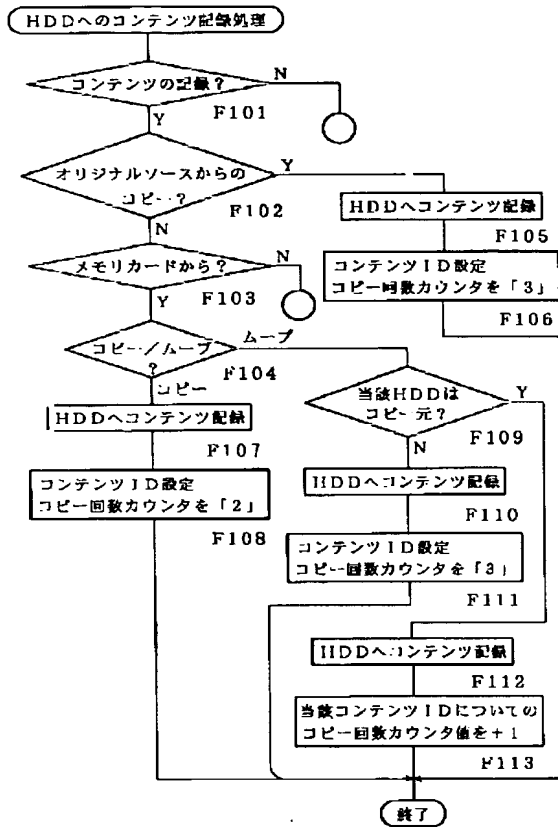 HDDへのコンテンツ記録処理
コンテンツの記録?
N
F101
Y
オリジナルソースからの
コピー?
Y
F102
N
HDDへコンテンツ記録
F105
メモリカードから?
N
F103
Y
コンテンツID設定
コピー回数カウンタを「3」
F106
コピー/ムーブ
?
ムーブ
F104
コピー
当該HDDは
コピー元?
Y
F109
N
HDDへコンテンツ記録
F107
コンテンツID設定
コピー回数カウンタを「2」
F108
HDDへコンテンツ記録
F110
コンテンツID設定
コピー回数カウンタを「3」
F111
HDDへコンテンツ記録
F112
当該コンテンツIDについての
コピー回数カウンタ値を+1
F113
終了